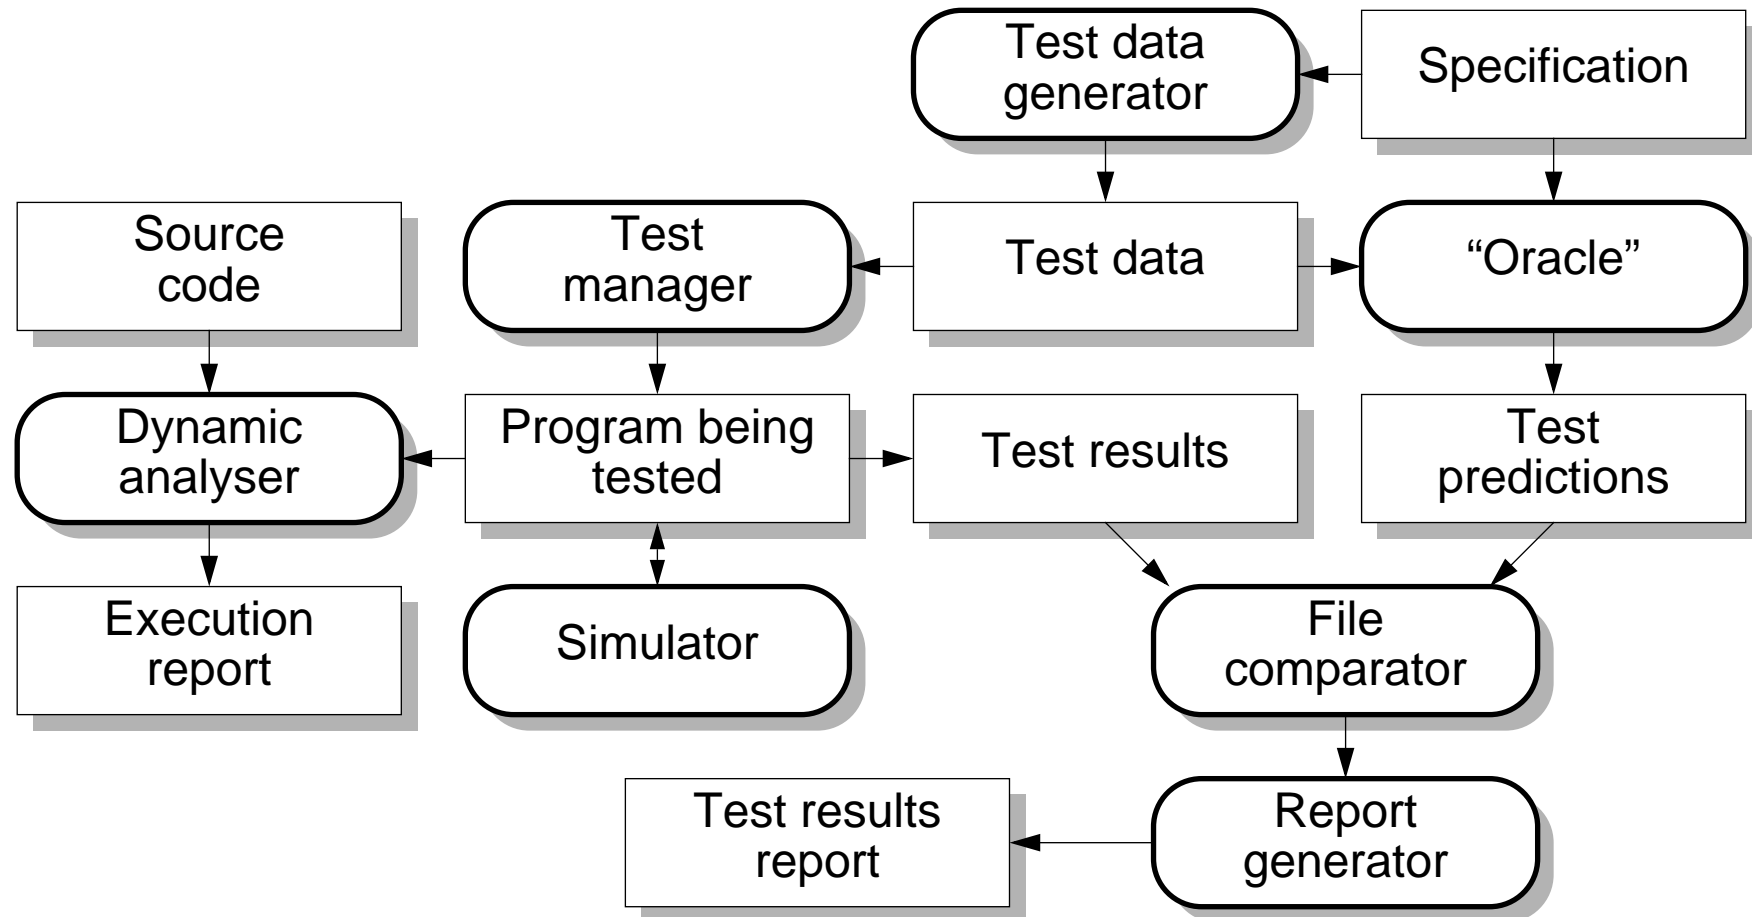 Test data
generator
Specification
Source
code
Test
manager
Test data
“Oracle”
Dynamic
analyser
Program being
tested
Test results
Test
predictions
Execution
report
Simulator
File
comparator
Test results
report
Report
generator